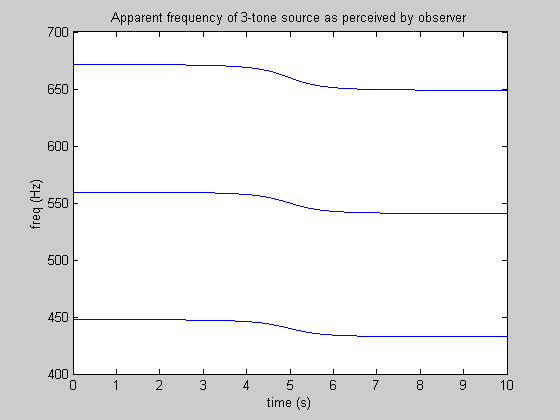 Apparent frequency of 3-tone source as perceived by observer
700
650
600
550
500
450
400
freq (Hz)
0 1 2 3 4 5 6 7 8 9 10
time (s)